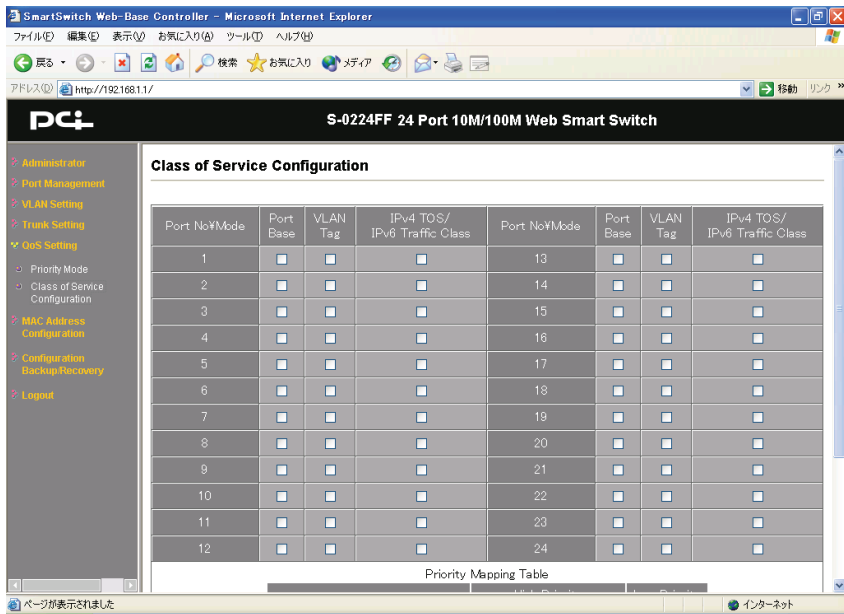 SmartSwitch Web-Base Controller - Microsoft Internet Explorer
ファイル(F) 編集(E) 表示(V) お気に入り(A) ツール(T) ヘルプ(H)
戻る 検索 お気に入り メディア
アドレス(D) http://192.168.1.1/ 移動 リンク »
PCi
S-0224FF 24 Port 10M/100M Web Smart Switch
Administrator
Port Management
VLAN Setting
Trunk Setting
QoS Setting
Priority Mode
Class of Service
Configuration
MAC Address
Configuration
Configuration
Backup/Recovery
Logout
Class of Service Configuration
Port No¥Mode Port Base VLAN Tag IPv4 TOS/ IPv6 Traffic Class Port No¥Mode Port Base VLAN Tag IPv4 TOS/ IPv6 Traffic Class
1 13
2 14
3 15
4 16
5 17
6 18
7 19
8 20
9 21
10 22
11 23
12 24
Priority Mapping Table
ページが表示されました インターネット